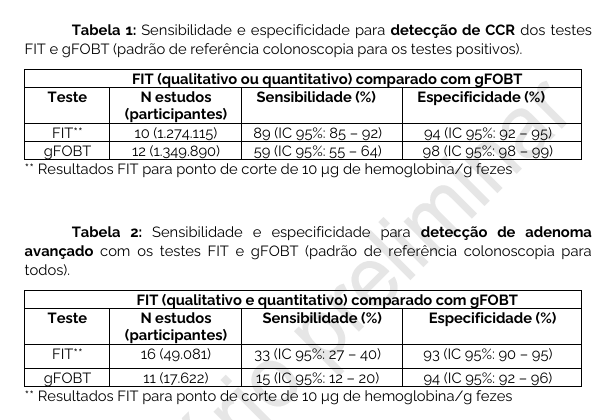 Tabela 1: Sensibilidade e especificidade para detecção de CCR dos testes
FIT e gFOBT (padrão de referência colonoscopia para os testes positivos).
FIT (qualitativo ou quantitativo) comparado com gFOBT
Teste N estudos Sensibilidade (%) Especificidade (%)
(participantes)
FIT** 10 (1.274.115) 89 (IC 95%: 85 – 92) 94 (IC 95%: 92 – 95)
gFOBT 12 (1.349.890) 59 (IC 95%: 55 – 64) 98 (IC 95%: 98 – 99)
** Resultados FIT para ponto de corte de 10 µg de hemoglobina/g fezes
Tabela 2: Sensibilidade e especificidade para detecção de adenoma
avançado com os testes FIT e gFOBT (padrão de referência colonoscopia para
todos).
FIT (qualitativo e quantitativo) comparado com gFOBT
Teste N estudos Sensibilidade (%) Especificidade (%)
(participantes)
FIT** 16 (49.081) 33 (IC 95%: 27 – 40) 93 (IC 95%: 90 – 95)
gFOBT 11 (17.622) 15 (IC 95%: 12 – 20) 94 (IC 95%: 92 – 96)
** Resultados FIT para ponto de corte de 10 µg de hemoglobina/g fezes
preliminar